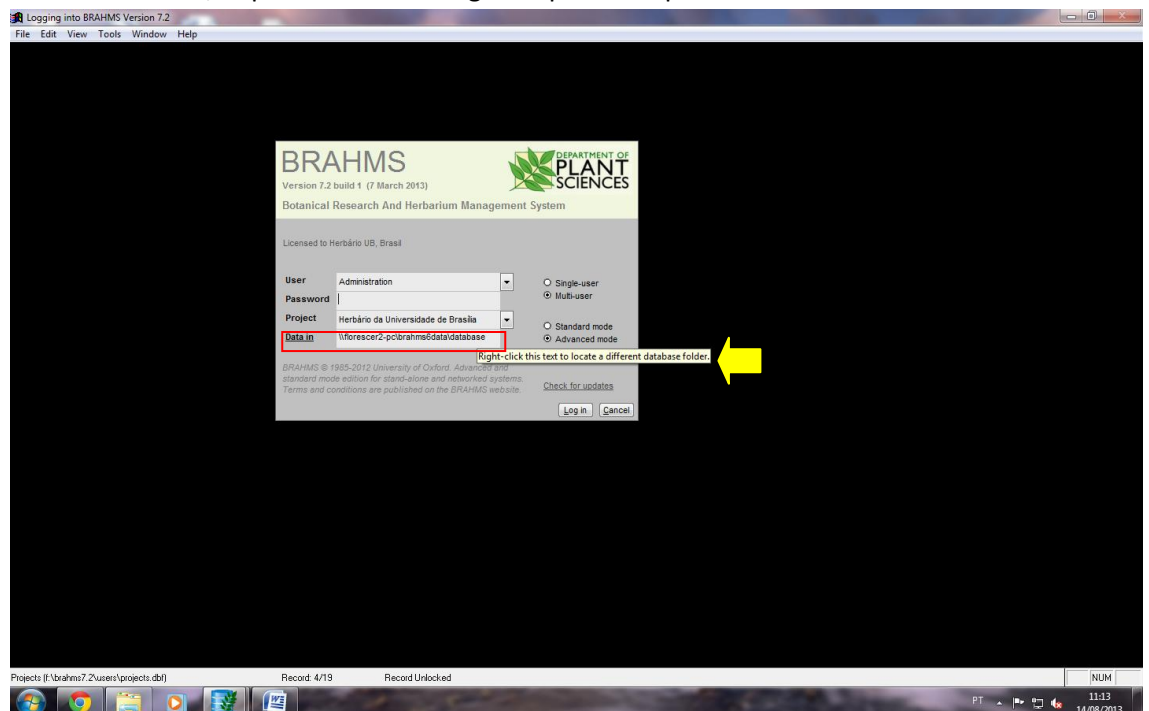 Logging into BRAHMS Version 7.2
File Edit View Tools Window Help
BRAHMS
DEPARTMENT OF
PLANT
SCIENCES
Version 7.2 build 1 (7 March 2013)
Botanical Research And Herbarium Management System
Licensed to Herbário UB, Brasil
User Administration
Single-user
Password
Multi-user
Project Herbário da Universidade de Brasília
Standard mode
Data in \\florescer2-pc\brahms6data\database
Advanced mode
Right-click this text to locate a different database folder.
BRAHMS © 1985-2012 University of Oxford. Advanced and
standard mode edition for stand-alone and networked systems.
Terms and conditions are published on the BRAHMS website.
Check for updates
Log in Cancel
Projects (f:\brahms7.2\users\projects.dbf) Record: 4/19 Record Unlocked NUM
PT 11:13
14/08/2013